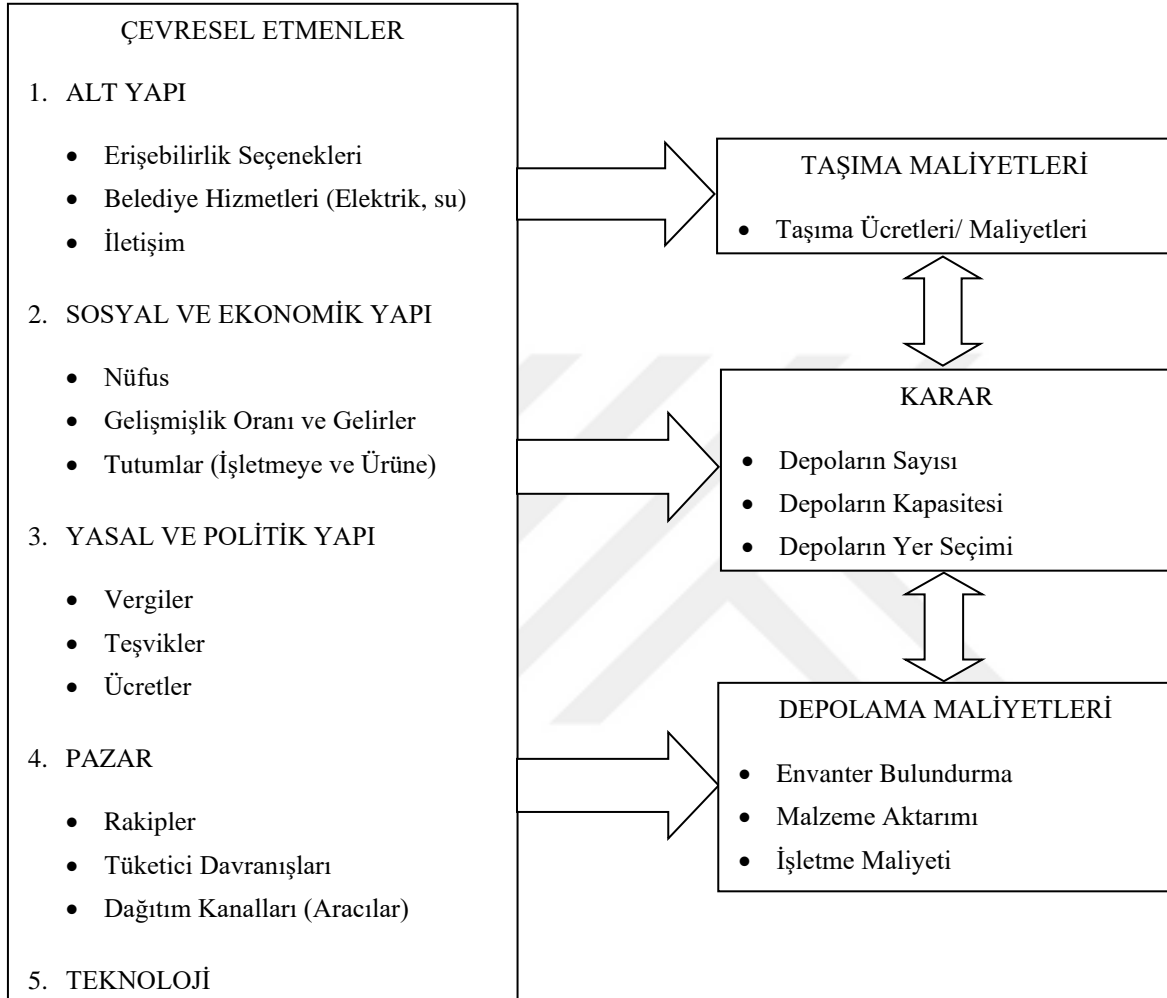 ÇEVRESEL ETMENLER
1. ALT YAPI
• Erişebilirlik Seçenekleri
• Belediye Hizmetleri (Elektrik, su)
• İletişim
2. SOSYAL VE EKONOMİK YAPI
• Nüfus
• Gelişmişlik Oranı ve Gelirler
• Tutumlar (İşletmeye ve Ürüne)
3. YASAL VE POLİTİK YAPI
• Vergiler
• Teşvikler
• Ücretler
4. PAZAR
• Rakipler
• Tüketici Davranışları
• Dağıtım Kanalları (Aracılar)
5. TEKNOLOJİ
TAŞIMA MALİYETLERİ
• Taşıma Ücretleri/ Maliyetleri
KARAR
• Depoların Sayısı
• Depoların Kapasitesi
• Depoların Yer Seçimi
DEPOLAMA MALİYETLERİ
• Envanter Bulundurma
• Malzeme Aktarımı
• İşletme Maliyeti